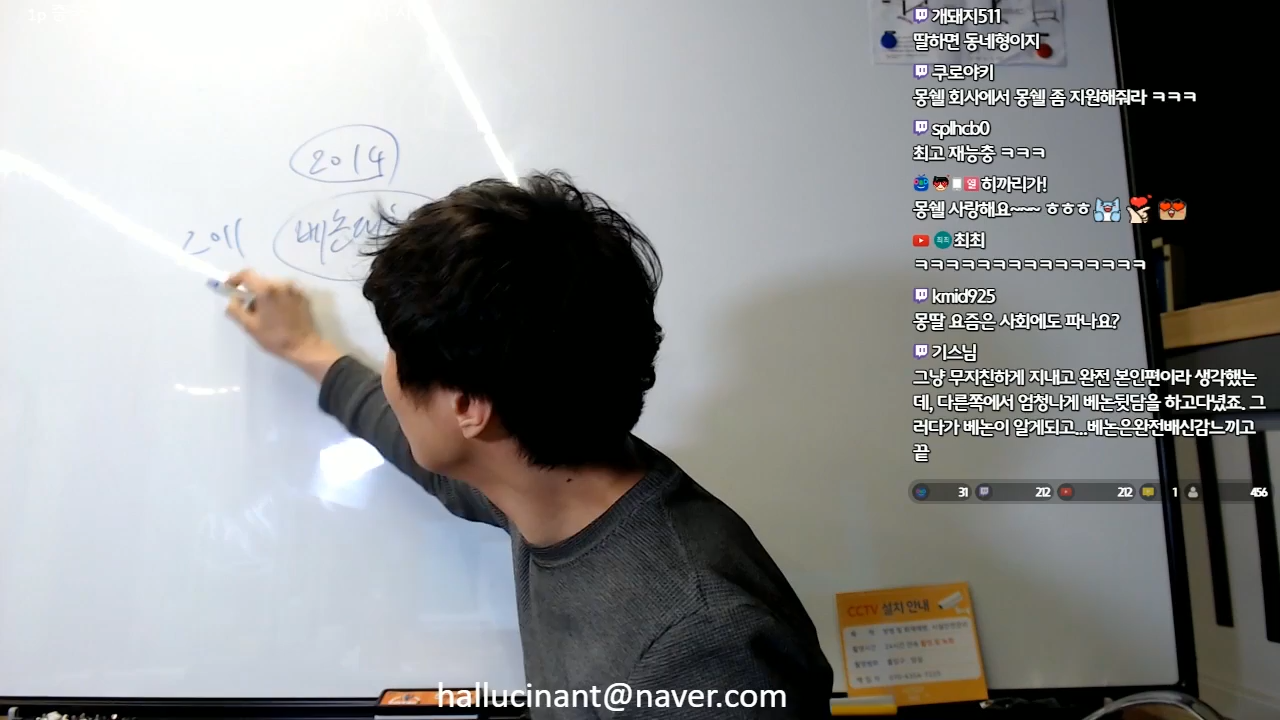 2014
개돼지511
딸하면 동네형이지
쿠로야키
몽쉘 회사에서 몽쉘 좀 지원해줘라 ㅋㅋㅋ
splhcb0
최고 재능충 ㅋㅋㅋ
히까리가!
몽쉘 사랑해요~~~ ㅎㅎㅎ
최최
ㅋㅋㅋㅋㅋㅋㅋㅋㅋㅋㅋㅋㅋㅋㅋ
kmid925
몽딸 요즘은 사회에도 파나요?
기스님
그냥 무지친하게 지내고 완전 본인편이라 생각했는
데, 다른쪽에서 엄청나게 베논뒷담을 하고다녔죠. 그
러다가 베논이 알게되고...베논은완전배신감느끼고
끝
31 212 212 1 456
CCTV 설치 안내
hallucinant@naver.com